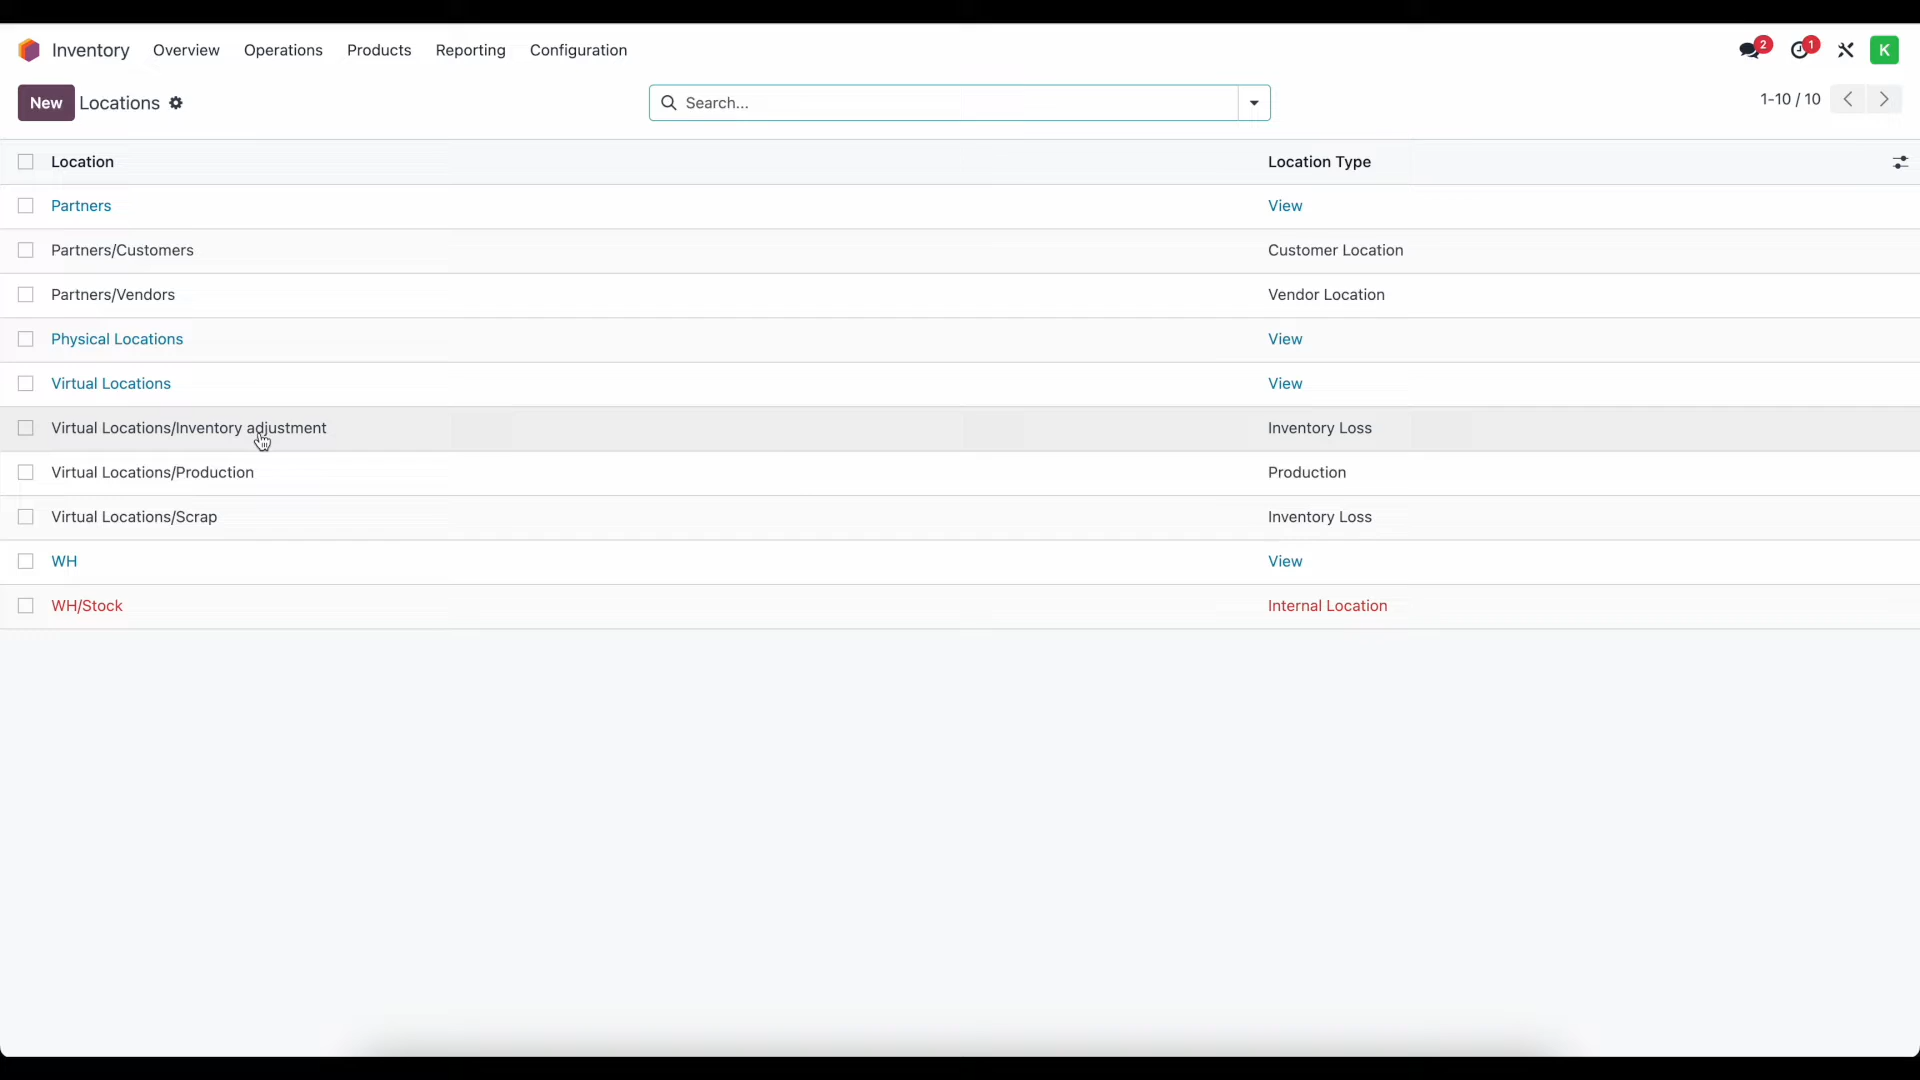 Inventory Overview Operations Products Reporting Configuration 2 1 K
New Locations Search... 1-10 / 10
Location Location Type
Partners View
Partners/Customers Customer Location
Partners/Vendors Vendor Location
Physical Locations View
Virtual Locations View
Virtual Locations/Inventory adjustment Inventory Loss
Virtual Locations/Production Production
Virtual Locations/Scrap Inventory Loss
WH View
WH/Stock Internal Location